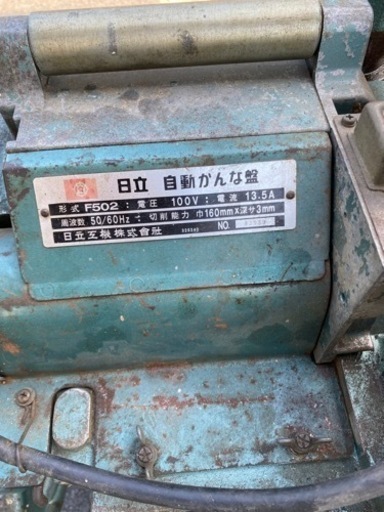 日立 自動かんな盤
形式 F502 : 電圧 100V : 電流 13.5A
周波数 50/60Hz : 切削能力 巾160mm×深サ3mm
日立工機株式會社 NO.